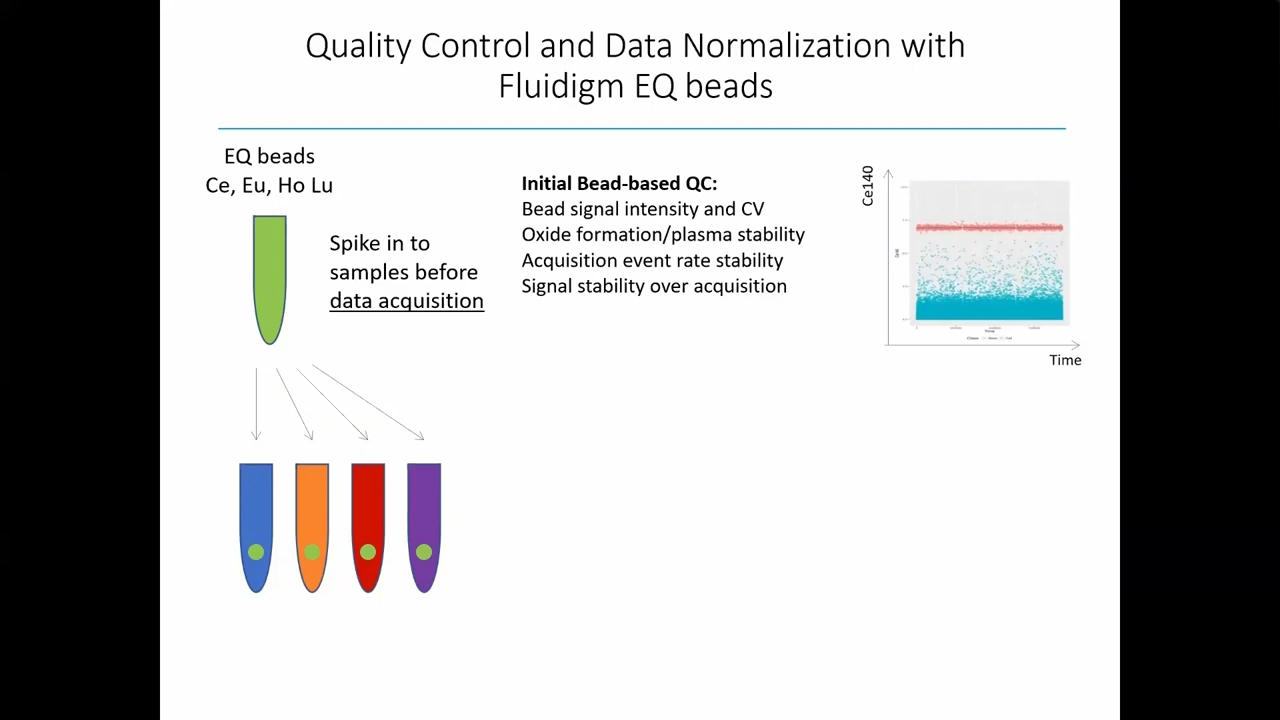 Quality Control and Data Normalization with
Fluidigm EQ beads
EQ beads
Ce, Eu, Ho Lu
Spike in to
samples before
data acquisition
Initial Bead-based QC:
Bead signal intensity and CV
Oxide formation/plasma stability
Acquisition event rate stability
Signal stability over acquisition
Ce140
Time